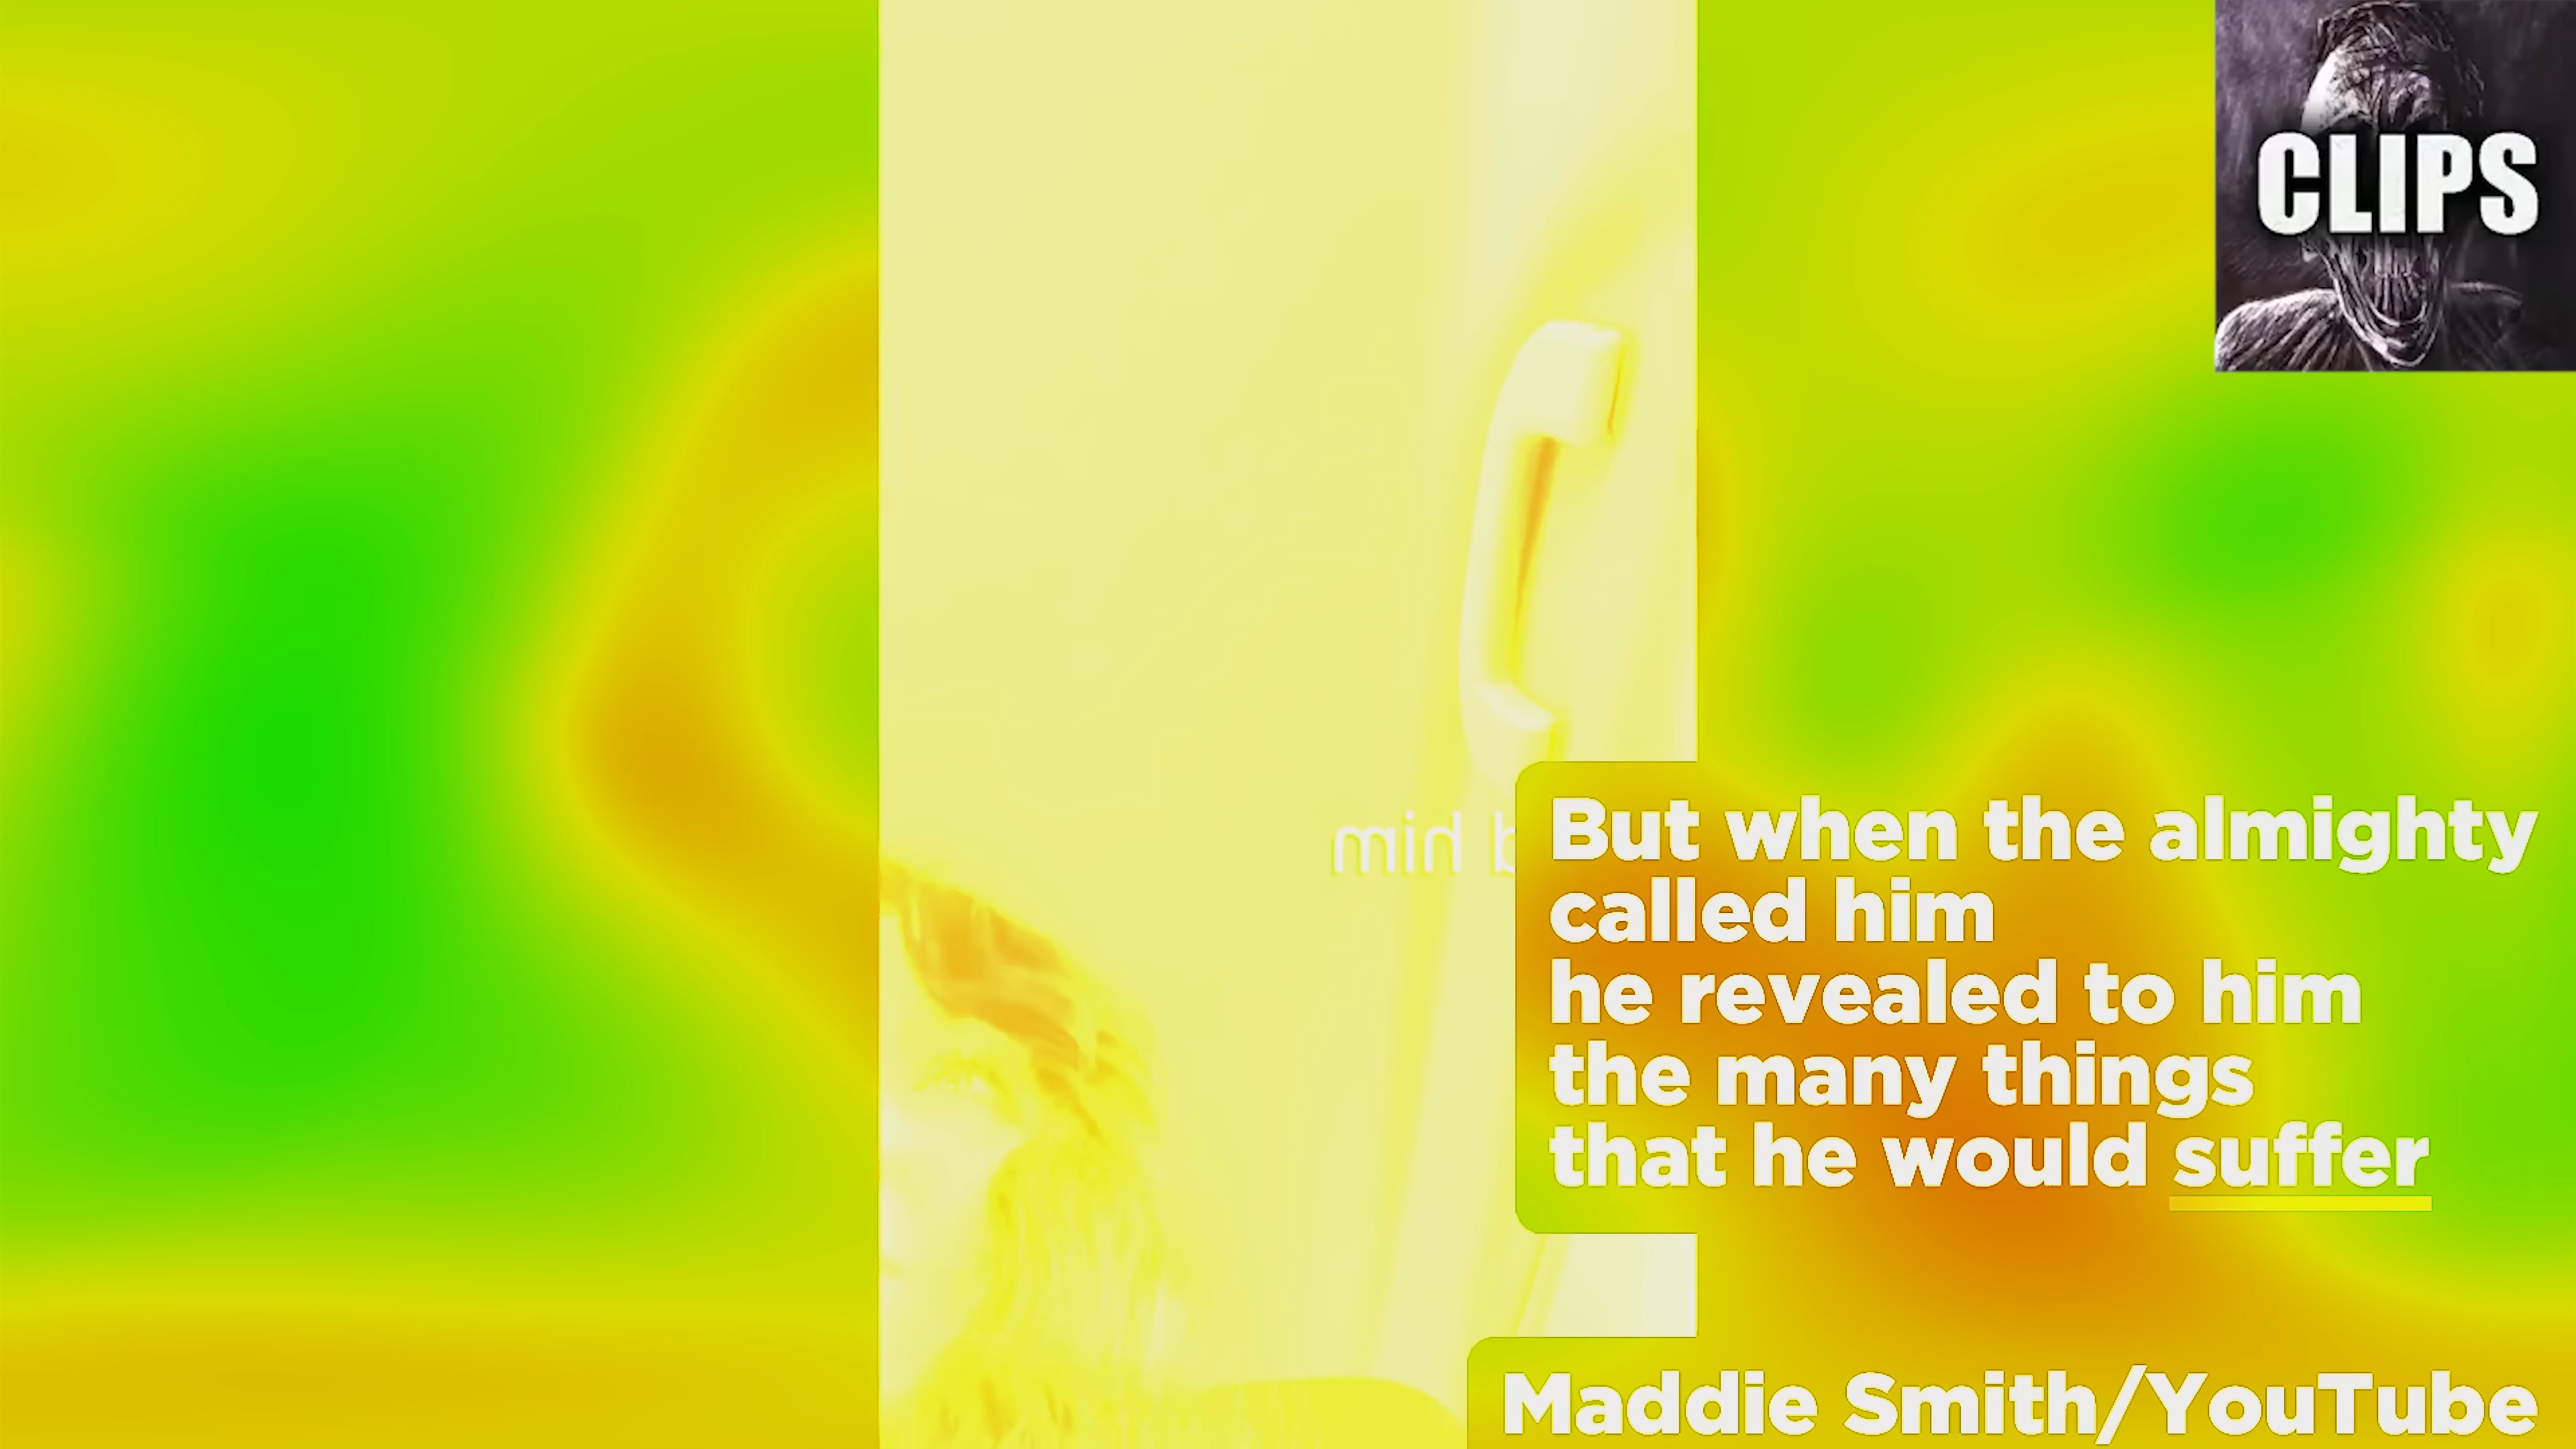 CLIPS
But when the almighty
called him
he revealed to him
the many things
that he would suffer
Maddie Smith/YouTube